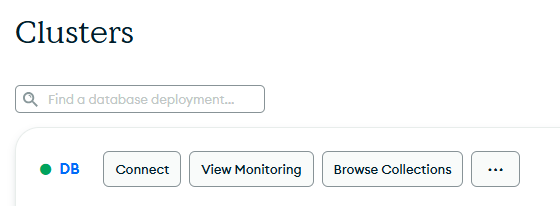 Clusters
Find a database deployment...
DB Connect View Monitoring Browse Collections ...